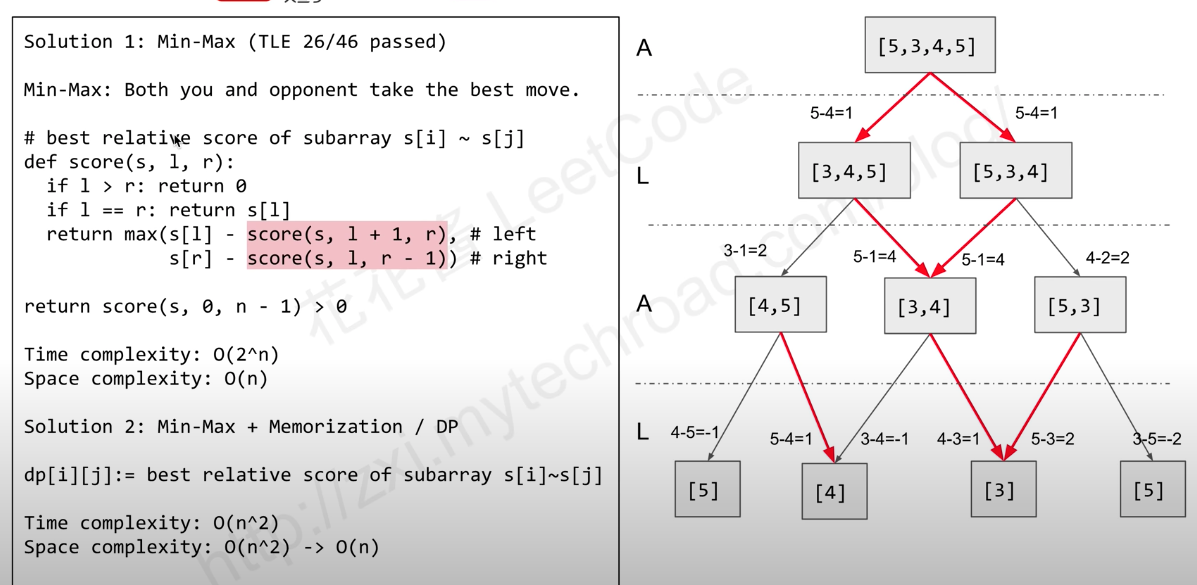 Solution 1: Min-Max (TLE 26/46 passed)
Min-Max: Both you and opponent take the best move.
# best relative score of subarray s[i] ~ s[j]
def score(s, l, r):
if l > r: return 0
if l == r: return s[l]
return max(s[l] - score(s, l + 1, r), # left
s[r] - score(s, l, r - 1)) # right
return score(s, 0, n - 1) > 0
Time complexity: O(2^n)
Space complexity: O(n)
Solution 2: Min-Max + Memorization / DP
dp[i][j]:= best relative score of subarray s[i]~s[j]
Time complexity: O(n^2)
Space complexity: O(n^2) -> O(n)
A
[5,3,4,5]
5-4=1
5-4=1
L
[3,4,5]
[5,3,4]
3-1=2
5-1=4
5-1=4
4-2=2
A
[4,5]
[3,4]
[5,3]
L
4-5=-1
5-4=1
3-4=-1
4-3=1
5-3=2
3-5=-2
[5]
[4]
[3]
[5]
花花酱 LeetCode
http://zxi.mytechroad.com/blog/